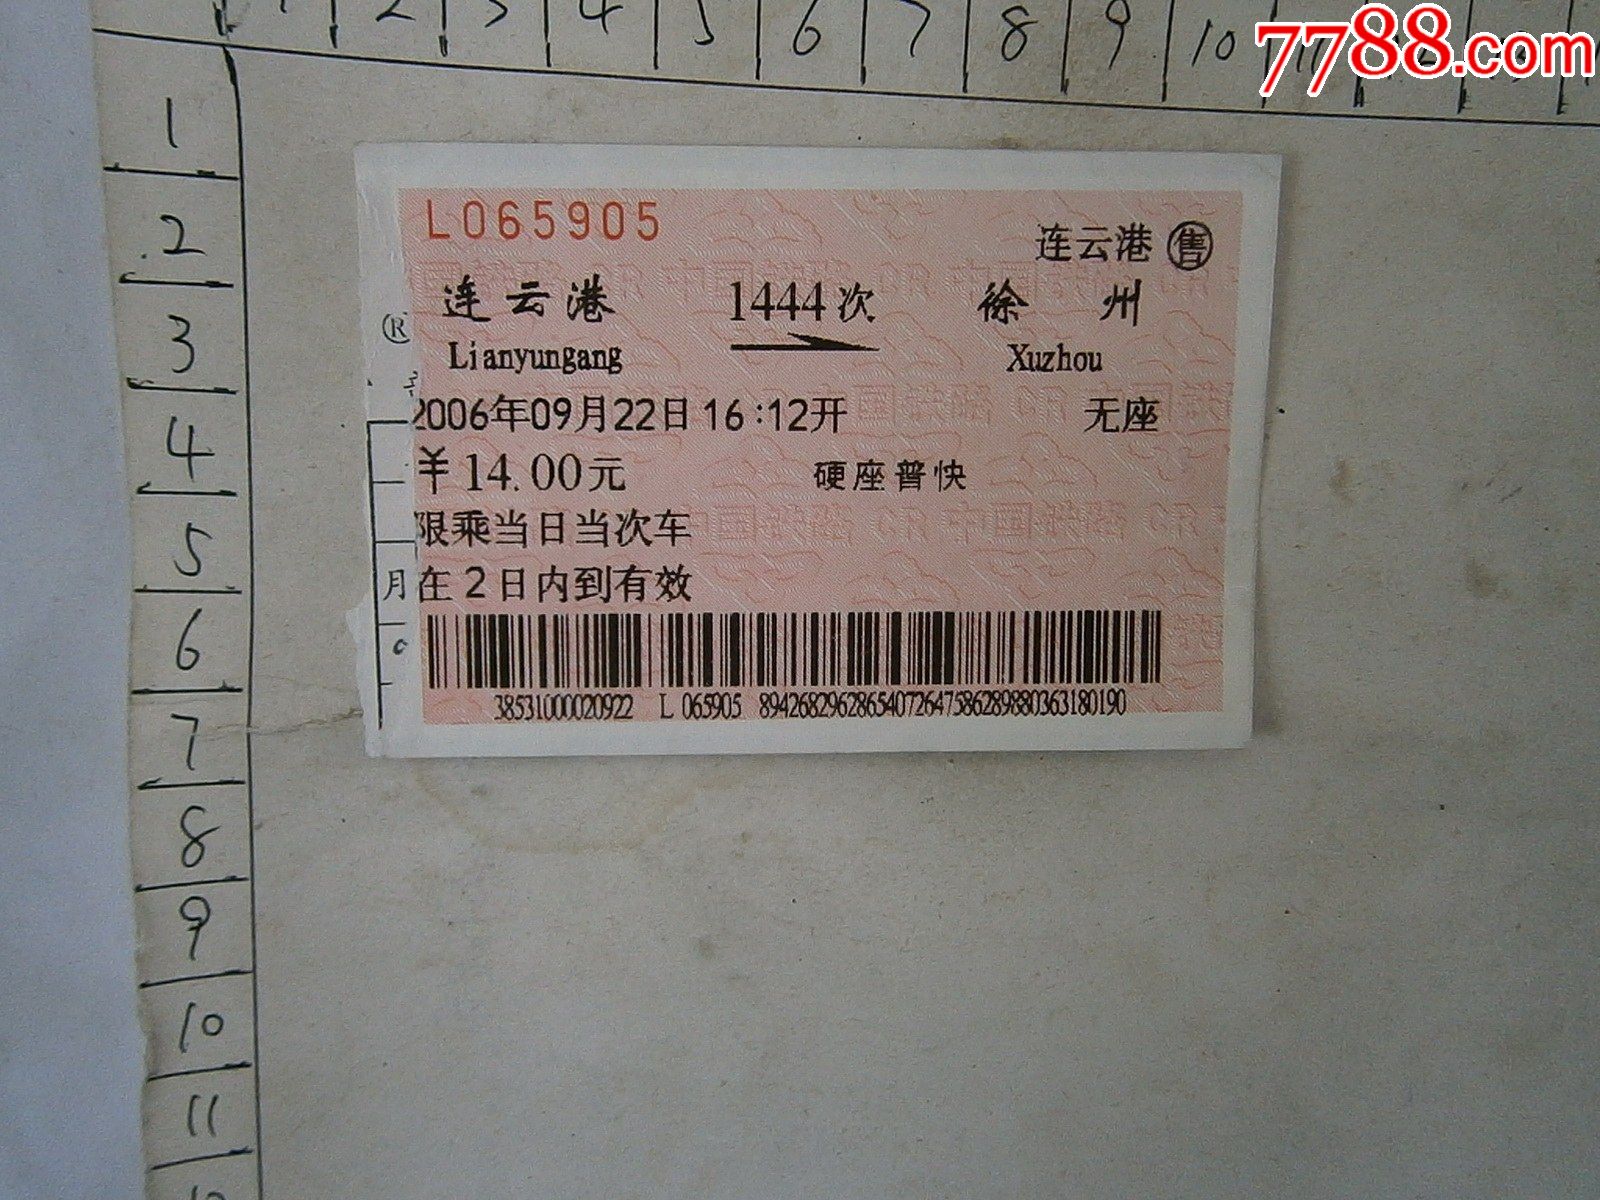 1 2 3 4 5 6 7 8 9 10 11
7788.com
1
2
3
4
5
6
7
8
9
10
11
L065905
连云港 售
连云港 1444次 徐州
Lianyungang Xuzhou
2006年09月22日 16:12开 无座
¥14.00元 硬座普快
限乘当日当次车
在2日内到有效
38531000020922 L 065905 89426829628654072647586289880363180190
®
月